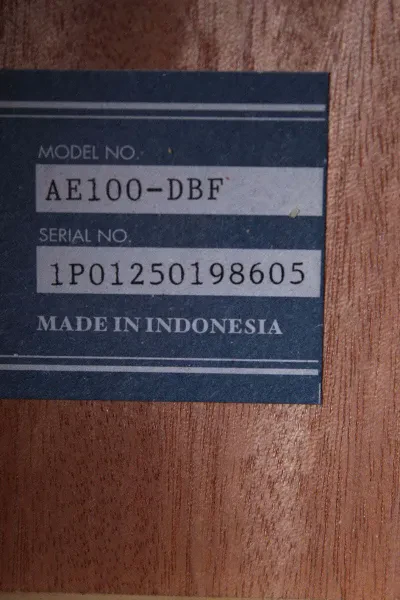 MODEL NO.
AE100-DBF
SERIAL NO.
1P01250198605
MADE IN INDONESIA